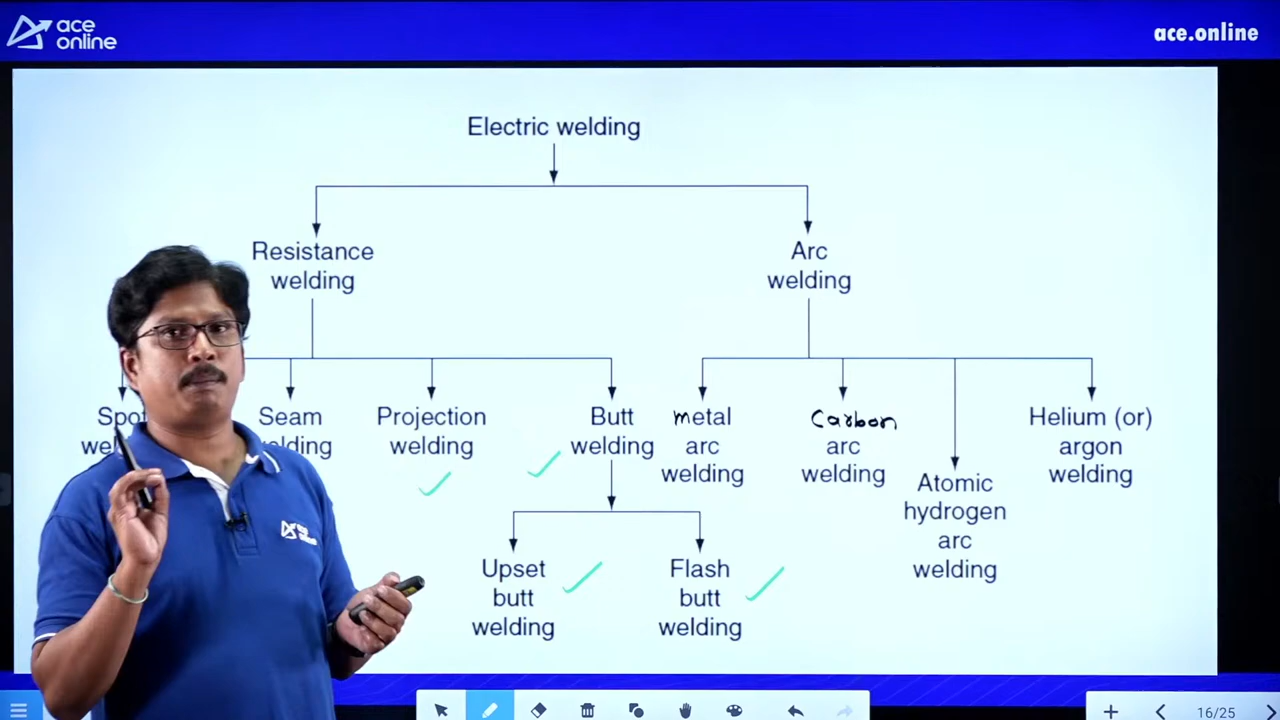 ace
online
ace.online
Electric welding
Resistance
welding
Arc
welding
Spot
Seam
Projection
welding
Butt
welding
metal
arc
welding
Carbon
arc
welding
Atomic
hydrogen
arc
welding
Helium (or)
argon
welding
Upset
butt
welding
Flash
butt
welding
16/25